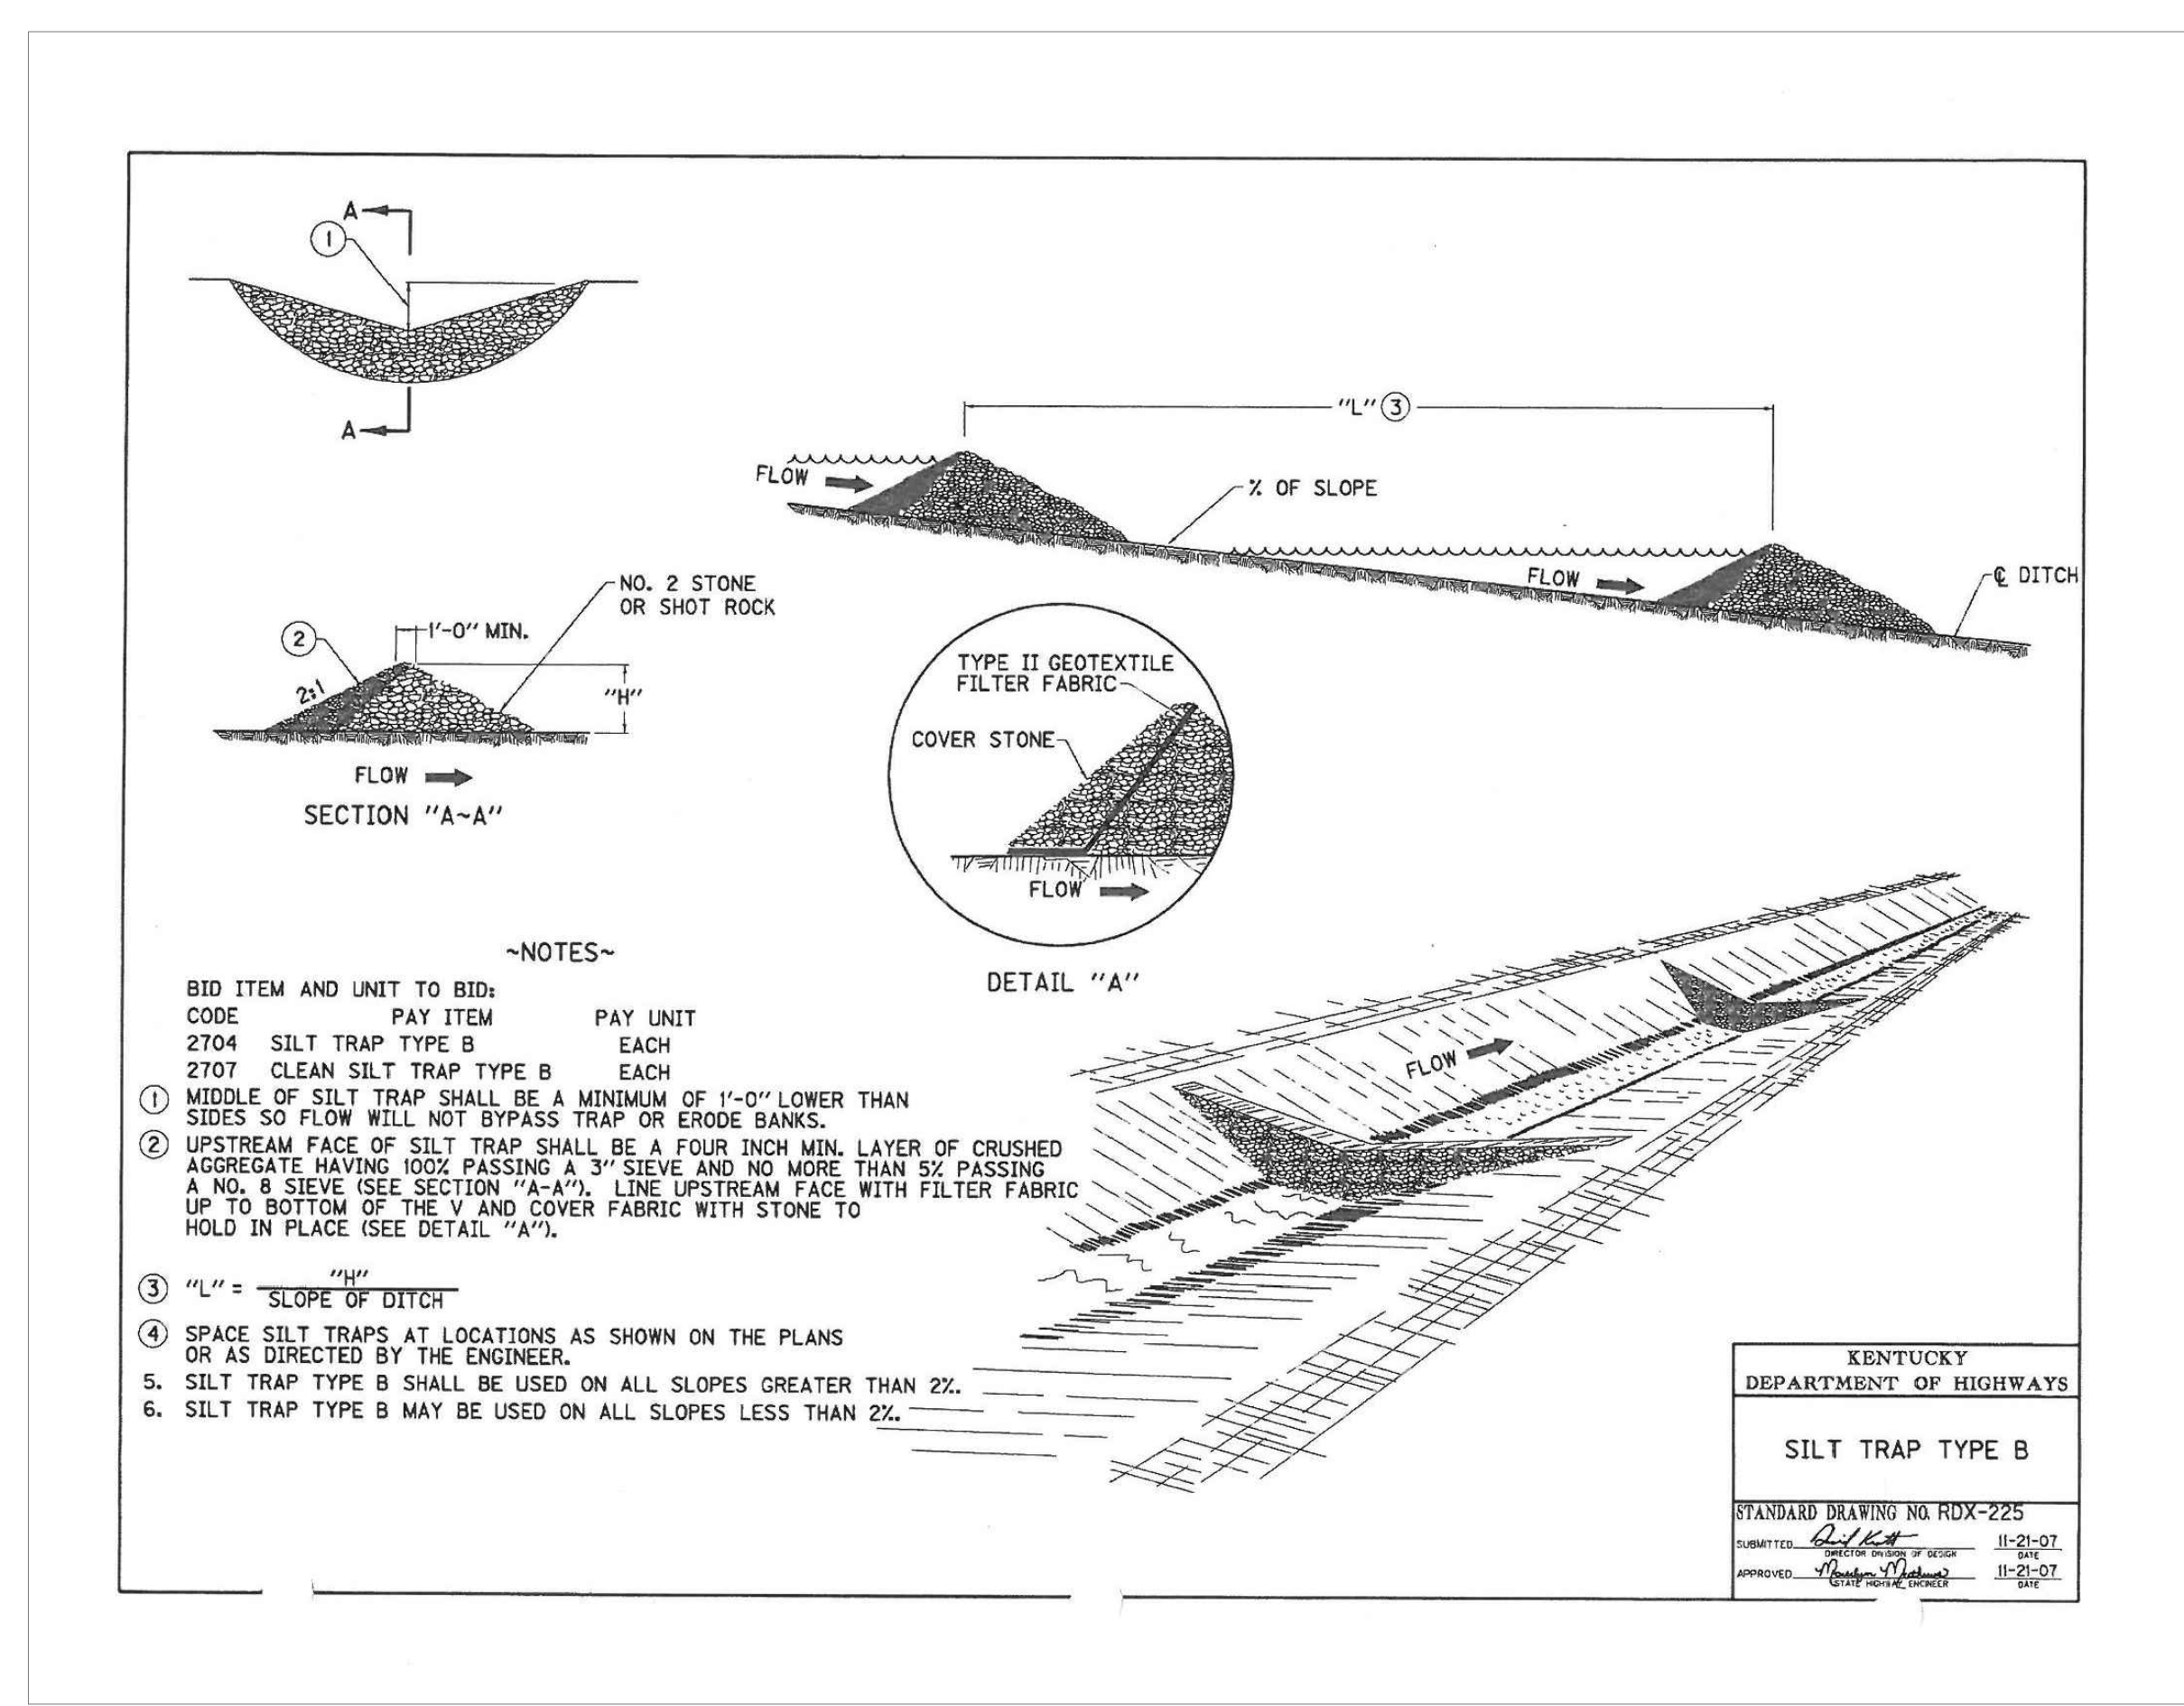 A
1
A
"L" 3
FLOW
% OF SLOPE
FLOW
℄ DITCH
NO. 2 STONE
OR SHOT ROCK
2
1'-0" MIN.
2:1
"H"
FLOW
SECTION "A~A"
TYPE II GEOTEXTILE
FILTER FABRIC
COVER STONE
FLOW
DETAIL "A"
FLOW
~NOTES~
BID ITEM AND UNIT TO BID:
CODE PAY ITEM PAY UNIT
2704 SILT TRAP TYPE B EACH
2707 CLEAN SILT TRAP TYPE B EACH
1 MIDDLE OF SILT TRAP SHALL BE A MINIMUM OF 1'-0" LOWER THAN
SIDES SO FLOW WILL NOT BYPASS TRAP OR ERODE BANKS.
2 UPSTREAM FACE OF SILT TRAP SHALL BE A FOUR INCH MIN. LAYER OF CRUSHED
AGGREGATE HAVING 100% PASSING A 3" SIEVE AND NO MORE THAN 5% PASSING
A NO. 8 SIEVE (SEE SECTION "A-A"). LINE UPSTREAM FACE WITH FILTER FABRIC
UP TO BOTTOM OF THE V AND COVER FABRIC WITH STONE TO
HOLD IN PLACE (SEE DETAIL "A").
3 "L" = "H"
SLOPE OF DITCH
4 SPACE SILT TRAPS AT LOCATIONS AS SHOWN ON THE PLANS
OR AS DIRECTED BY THE ENGINEER.
5. SILT TRAP TYPE B SHALL BE USED ON ALL SLOPES GREATER THAN 2%.
6. SILT TRAP TYPE B MAY BE USED ON ALL SLOPES LESS THAN 2%.
KENTUCKY
DEPARTMENT OF HIGHWAYS
SILT TRAP TYPE B
STANDARD DRAWING NO. RDX-225
SUBMITTED 11-21-07
DIRECTOR DIVISION OF DESIGN DATE
APPROVED 11-21-07
STATE HIGHWAY ENGINEER DATE